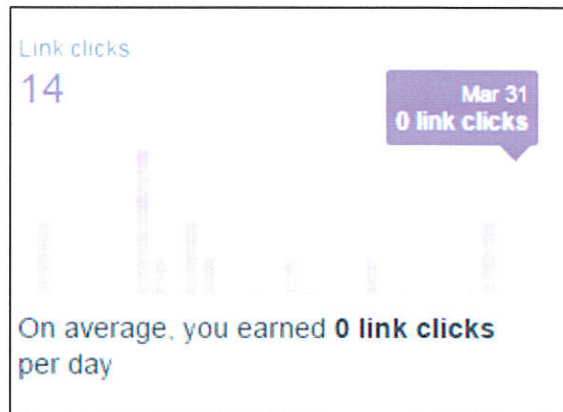 Link clicks
14
Mar 31
0 link clicks
On average, you earned 0 link clicks
per day